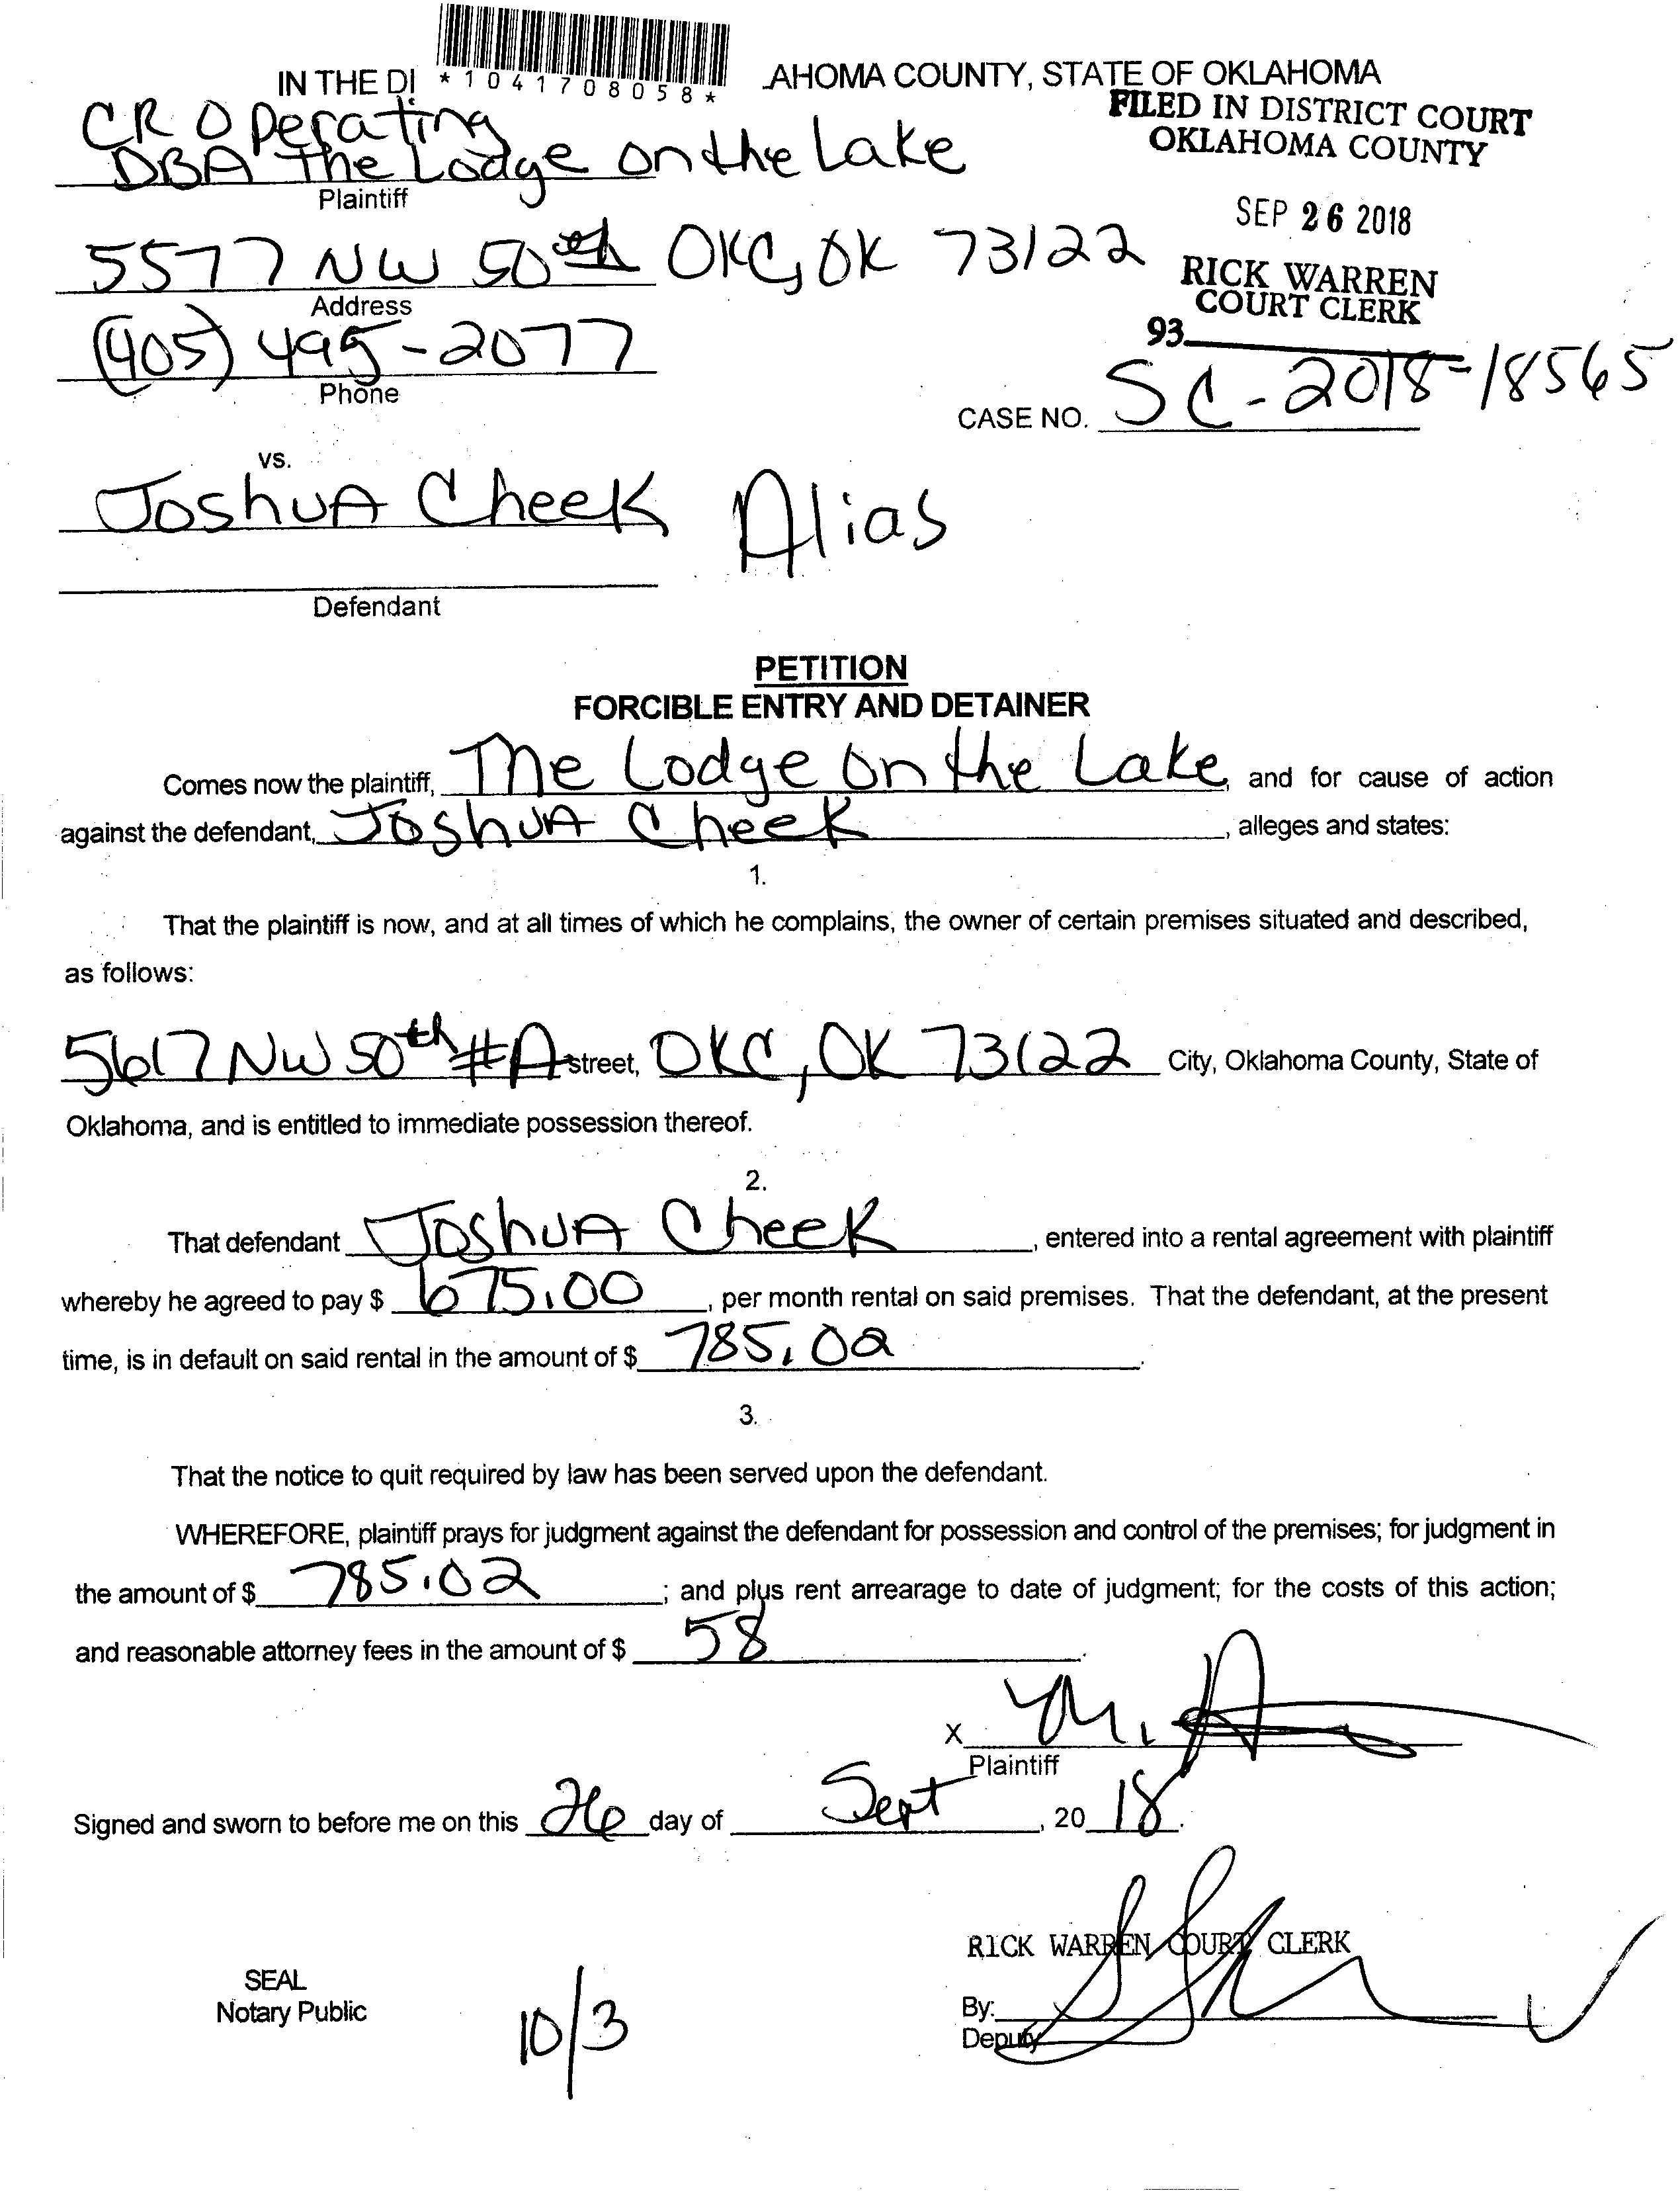 IN THE DI *1041708058* AHOMA COUNTY, STATE OF OKLAHOMA
FILED IN DISTRICT COURT
OKLAHOMA COUNTY
CR Operating
DBA The Lodge on the Lake
Plaintiff
SEP 26 2018
5577 NW 50th OKC, OK 73122
Address
RICK WARREN
COURT CLERK
93
(405) 495-2077
Phone
CASE NO. SC-2018-18565
vs.
Joshua Cheek Alias
Defendant
PETITION
FORCIBLE ENTRY AND DETAINER
Comes now the plaintiff, The Lodge on the Lake, and for cause of action
against the defendant, Joshua Cheek, alleges and states:
1.
That the plaintiff is now, and at all times of which he complains, the owner of certain premises situated and described,
as follows:
5617 NW 50th #A street, OKC, OK 73122 City, Oklahoma County, State of
Oklahoma, and is entitled to immediate possession thereof.
2.
That defendant Joshua Cheek, entered into a rental agreement with plaintiff
whereby he agreed to pay $ 675.00, per month rental on said premises. That the defendant, at the present
time, is in default on said rental in the amount of $ 785.02.
3.
That the notice to quit required by law has been served upon the defendant.
WHEREFORE, plaintiff prays for judgment against the defendant for possession and control of the premises; for judgment in
the amount of $ 785.02; and plus rent arrearage to date of judgment; for the costs of this action;
and reasonable attorney fees in the amount of $ 58.
X
Plaintiff
Signed and sworn to before me on this 26 day of Sept, 20 18.
RICK WARREN COURT CLERK
SEAL
Notary Public
10/3
By:
Deputy